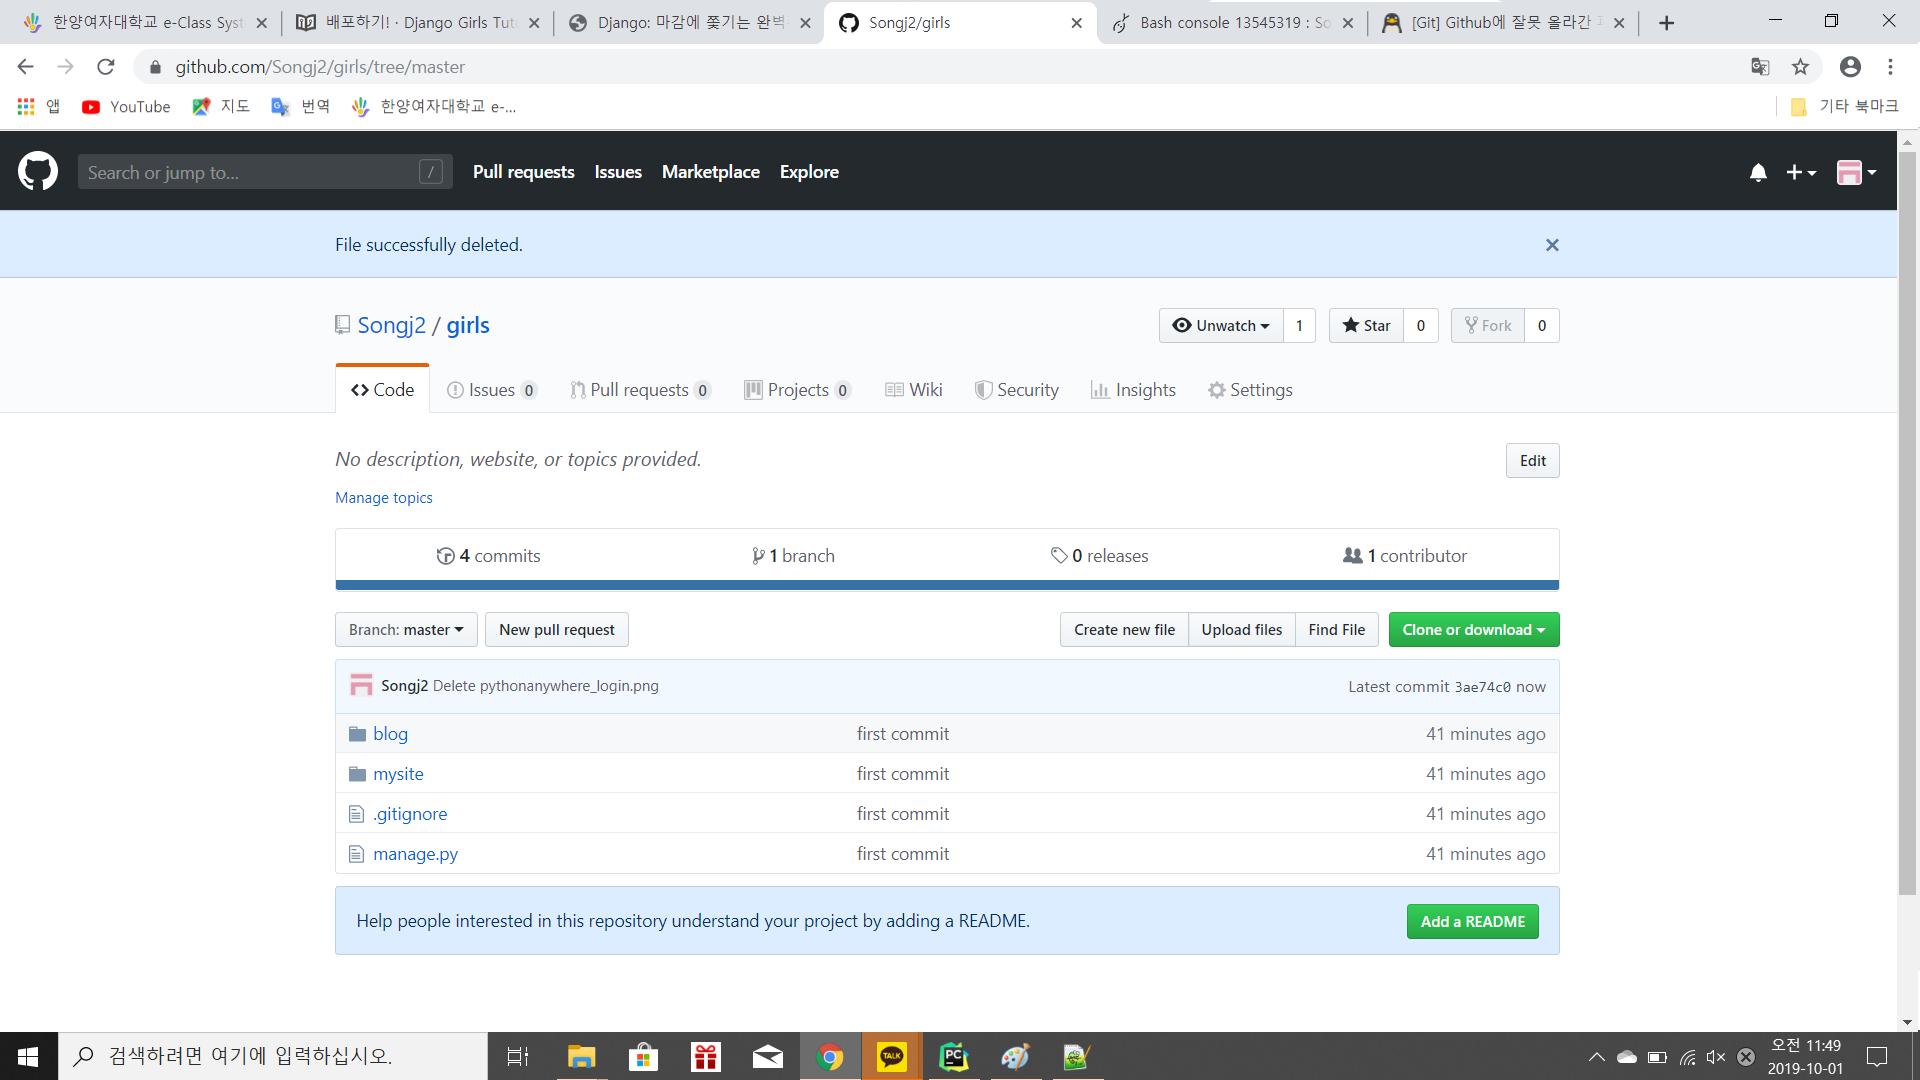 한양여자대학교 e-Class Syst
배포하기! · Django Girls Tuto
Django: 마감에 쫓기는 완벽
Songj2/girls
Bash console 13545319 : So
[Git] Github에 잘못 올라간
github.com/Songj2/girls/tree/master
앱
YouTube
지도
번역
한양여자대학교 e-...
기타 북마크
Search or jump to...
/
Pull requests
Issues
Marketplace
Explore
File successfully deleted.
Songj2 / girls
Unwatch
1
Star
0
Fork
0
Code
Issues 0
Pull requests 0
Projects 0
Wiki
Security
Insights
Settings
No description, website, or topics provided.
Edit
Manage topics
4 commits
1 branch
0 releases
1 contributor
Branch: master
New pull request
Create new file
Upload files
Find File
Clone or download
Songj2 Delete pythonanywhere_login.png
Latest commit 3ae74c0 now
blog
first commit
41 minutes ago
mysite
first commit
41 minutes ago
.gitignore
first commit
41 minutes ago
manage.py
first commit
41 minutes ago
Help people interested in this repository understand your project by adding a README.
Add a README
검색하려면 여기에 입력하십시오.
TALK
PC
오전 11:49
2019-10-01